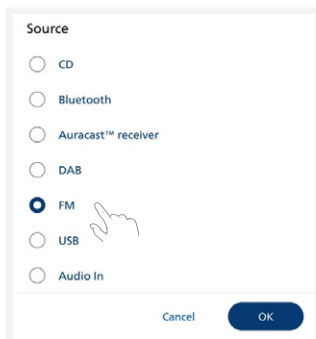 Source
CD
Bluetooth
Auracast™ receiver
DAB
FM
USB
Audio In
Cancel
OK